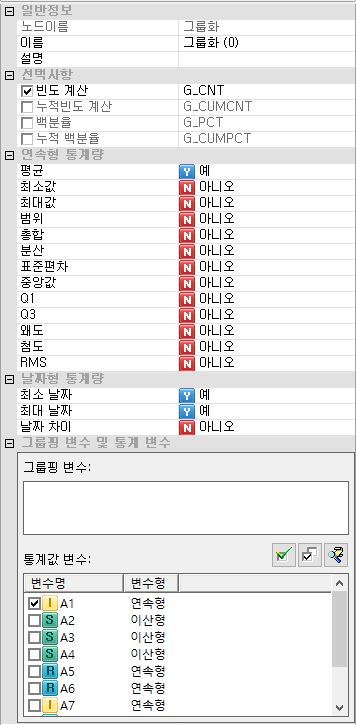 일반정보
노드이름 그룹화
이름 그룹화 (0)
설명
선택사항
빈도 계산 G_CNT
누적빈도 계산 G_CUMCNT
백분율 G_PCT
누적 백분율 G_CUMPCT
연속형 통계량
평균 Y 예
최소값 N 아니오
최대값 N 아니오
범위 N 아니오
총합 N 아니오
분산 N 아니오
표준편차 N 아니오
중앙값 N 아니오
Q1 N 아니오
Q3 N 아니오
왜도 N 아니오
첨도 N 아니오
RMS N 아니오
날짜형 통계량
최소 날짜 Y 예
최대 날짜 Y 예
날짜 차이 N 아니오
그룹핑 변수 및 통계 변수
그룹핑 변수:
통계값 변수:
변수명 변수형
I A1 연속형
S A2 이산형
S A3 이산형
S A4 이산형
R A5 연속형
R A6 연속형
I A7 연속형